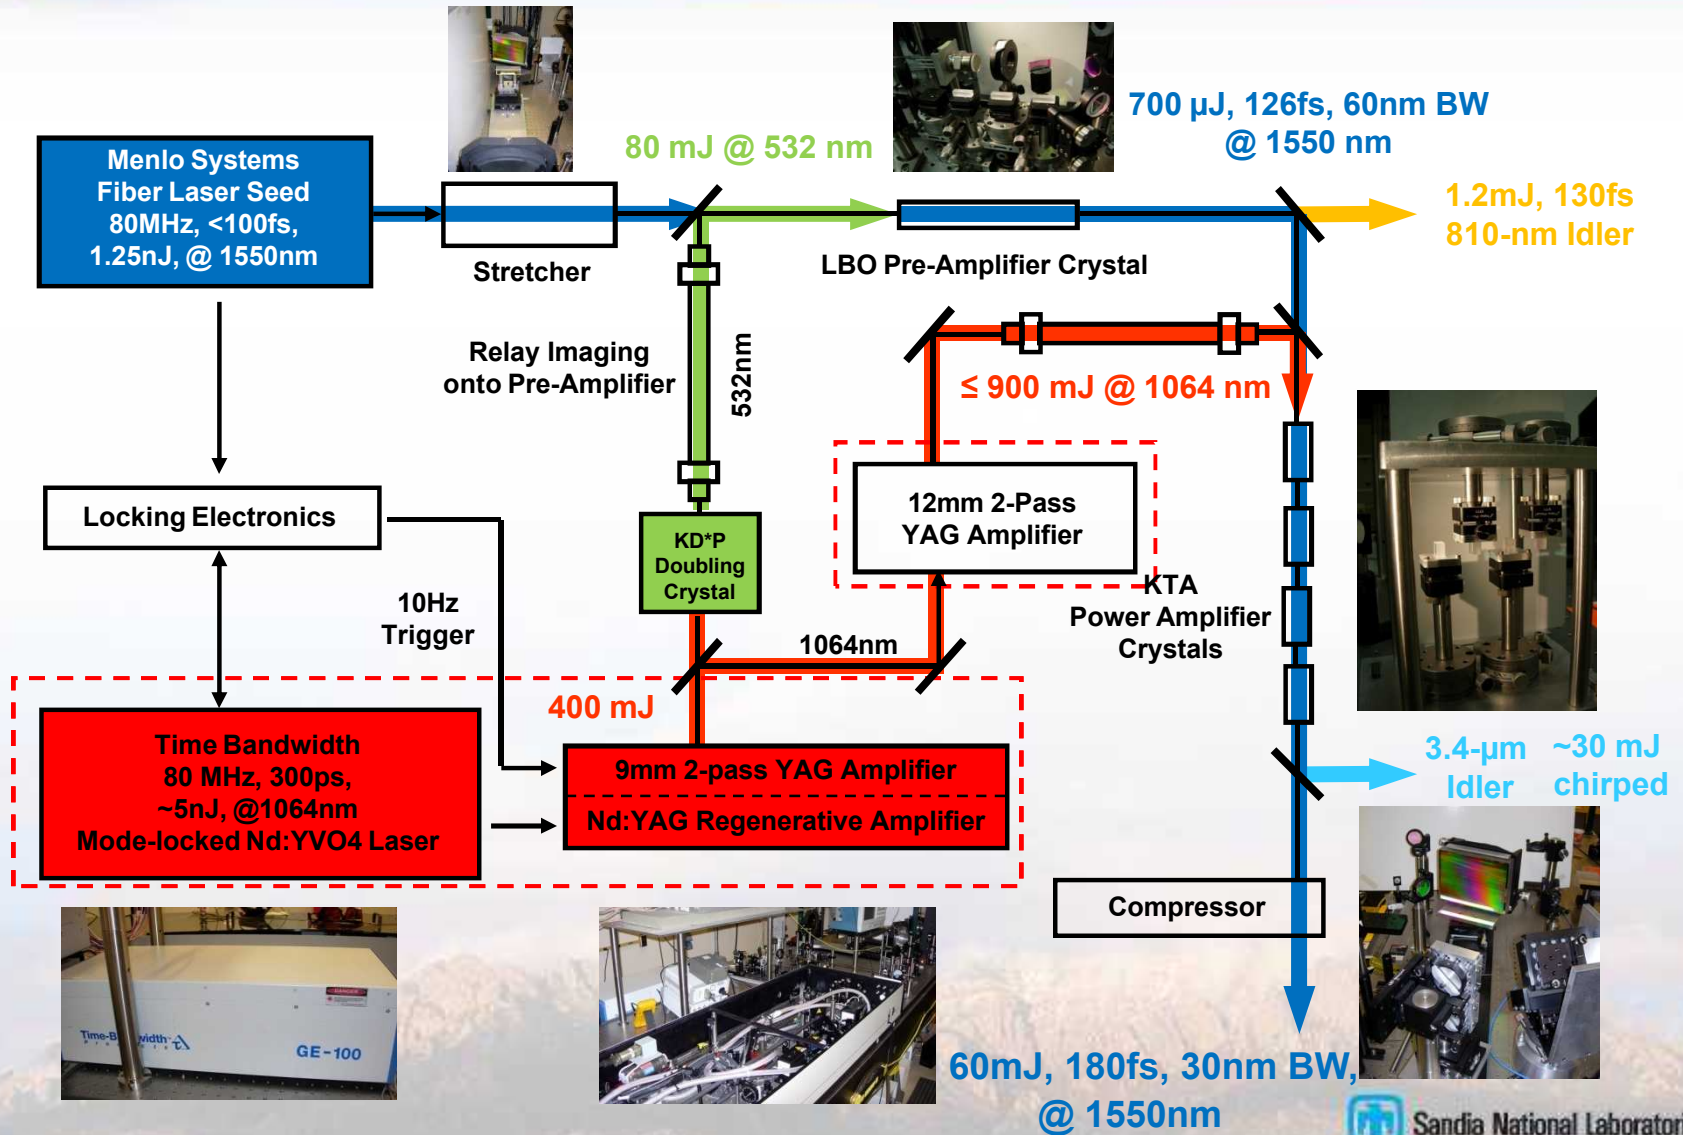 700 µJ, 126fs, 60nm BW
@ 1550 nm
80 mJ @ 532 nm
Menlo Systems
Fiber Laser Seed
80MHz, <100fs,
1.25nJ, @ 1550nm
1.2mJ, 130fs
810-nm Idler
Stretcher
LBO Pre-Amplifier Crystal
Relay Imaging
onto Pre-Amplifier
532nm
≤ 900 mJ @ 1064 nm
Locking Electronics
12mm 2-Pass
YAG Amplifier
KD*P
Doubling
Crystal
10Hz
Trigger
KTA
Power Amplifier
Crystals
1064nm
400 mJ
Time Bandwidth
80 MHz, 300ps,
~5nJ, @1064nm
Mode-locked Nd:YVO4 Laser
9mm 2-pass YAG Amplifier
Nd:YAG Regenerative Amplifier
3.4-µm
Idler
~30 mJ
chirped
Compressor
DANGER
GE-100
60mJ, 180fs, 30nm BW,
@ 1550nm
Sandia National